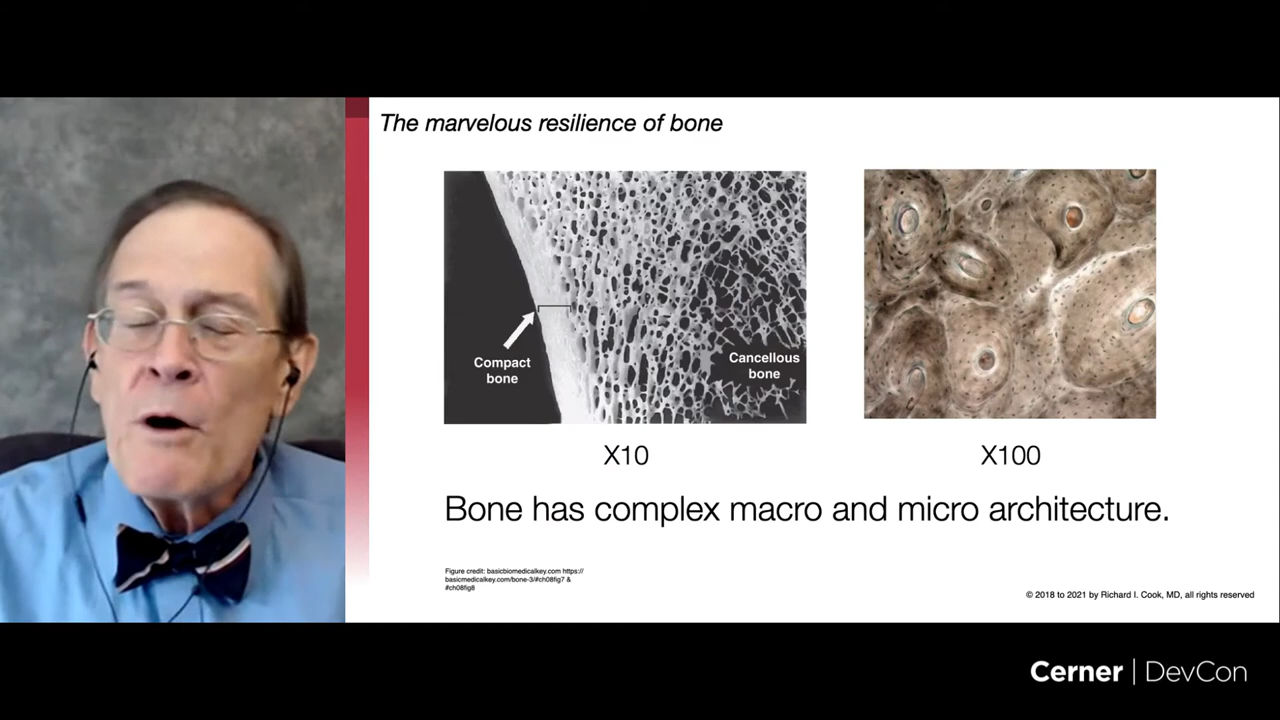 The marvelous resilience of bone
Compact
bone
Cancellous
bone
X10
X100
Bone has complex macro and micro architecture.
Figure credit: basicbiomedicalkey.com https://
basicmedicalkey.com/bone-3/#ch08fig7 &
#ch08fig8
© 2018 to 2021 by Richard I. Cook, MD, all rights reserved
Cerner | DevCon